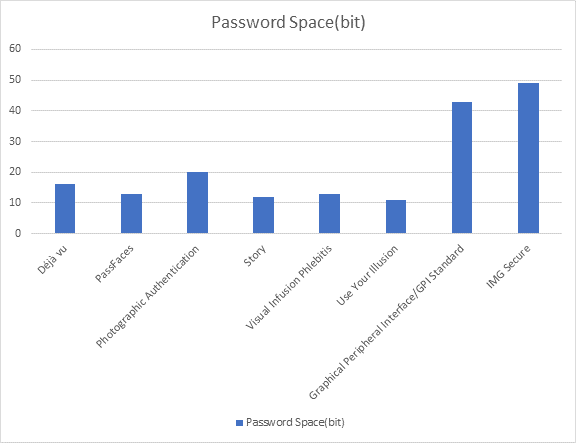 Password Space(bit)
60
50
40
30
20
10
0
Déjà vu
PassFaces
Photographic Authentication
Story
Visual Infusion Phlebitis
Use Your Illusion
Graphical Peripheral Interface/GPI Standard
IMG Secure
Password Space(bit)